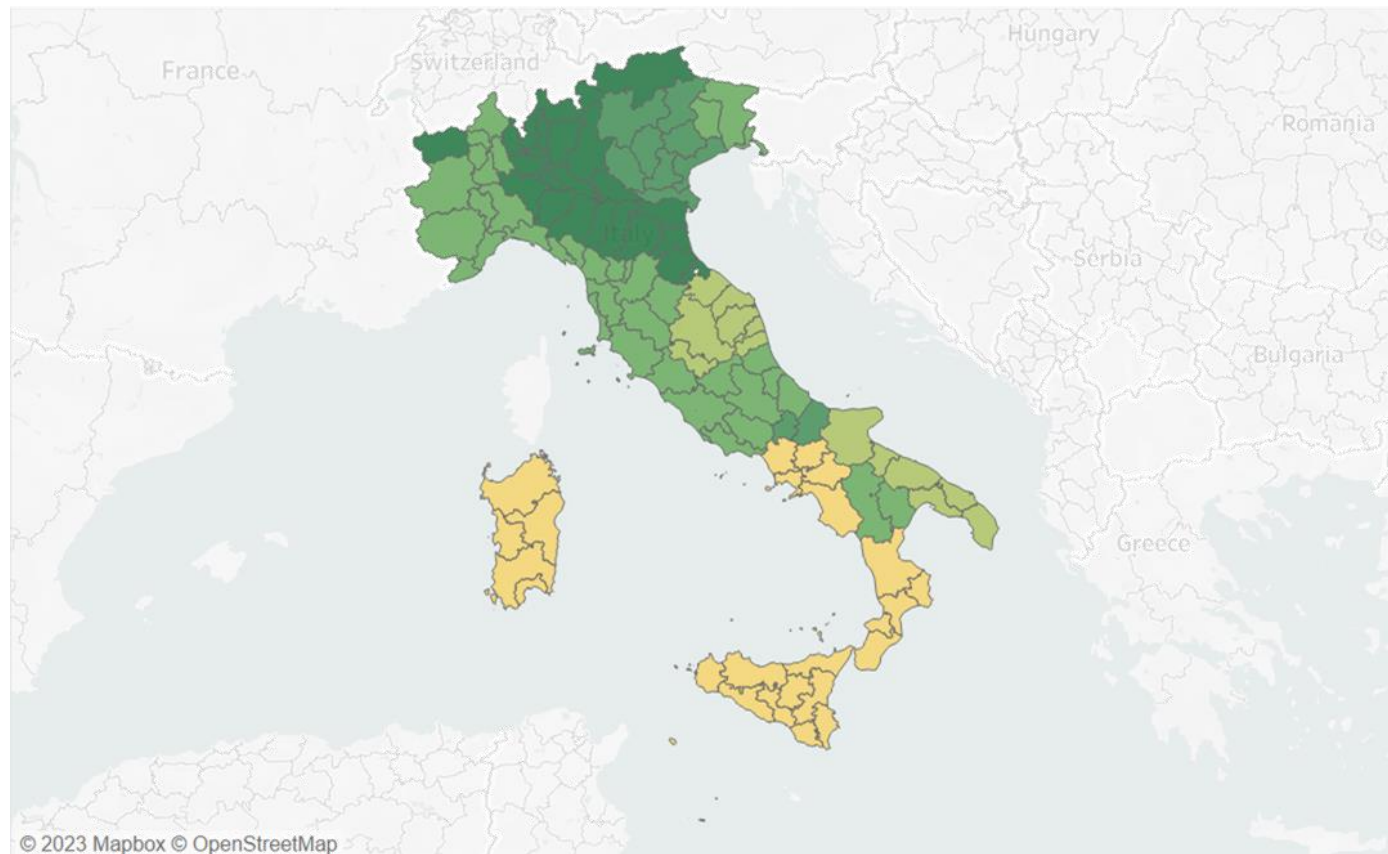 Hungary
France
Switzerland
Romania
Italy
Serbia
Bulgaria
Greece
© 2023 Mapbox © OpenStreetMap